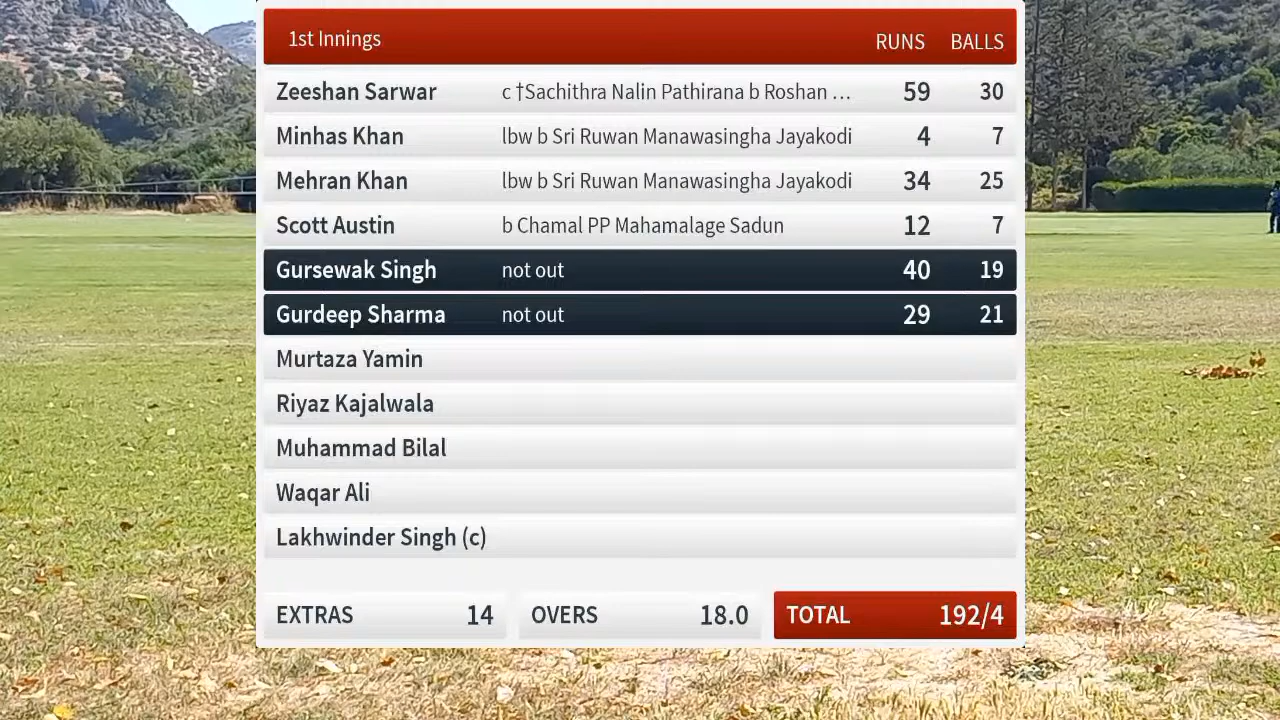 1st Innings RUNS BALLS
Zeeshan Sarwar c †Sachithra Nalin Pathirana b Roshan ... 59 30
Minhas Khan lbw b Sri Ruwan Manawasingha Jayakodi 4 7
Mehran Khan lbw b Sri Ruwan Manawasingha Jayakodi 34 25
Scott Austin b Chamal PP Mahamalage Sadun 12 7
Gursewak Singh not out 40 19
Gurdeep Sharma not out 29 21
Murtaza Yamin
Riyaz Kajalwala
Muhammad Bilal
Waqar Ali
Lakhwinder Singh (c)
EXTRAS 14 OVERS 18.0 TOTAL 192/4